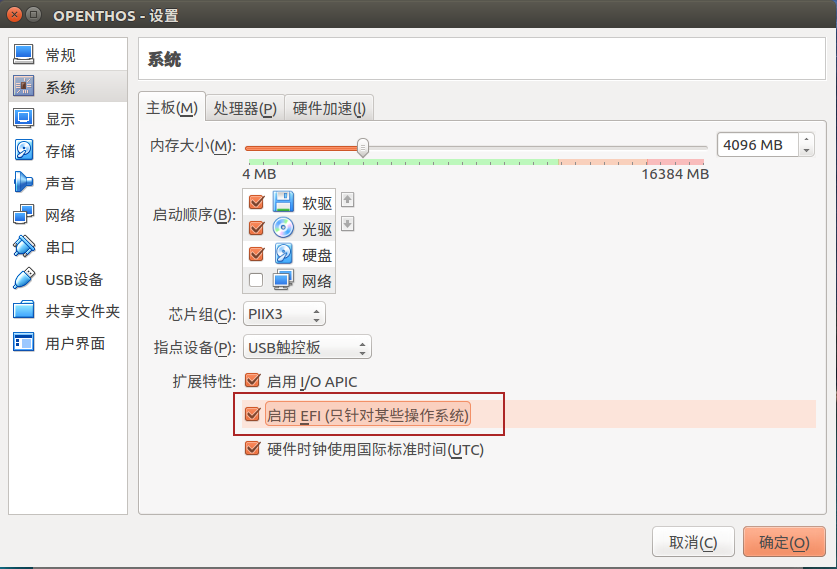 OPENTHOS - 设置
常规
系统
显示
存储
声音
网络
串口
USB设备
共享文件夹
用户界面
系统
主板(M) 处理器(P) 硬件加速(l)
内存大小(M): 4096 MB
4 MB 16384 MB
启动顺序(B):
软驱
光驱
硬盘
网络
芯片组(C): PIIX3
指点设备(P): USB触控板
扩展特性: 启用 I/O APIC
启用 EFI (只针对某些操作系统)
硬件时钟使用国际标准时间(UTC)
取消(C) 确定(O)